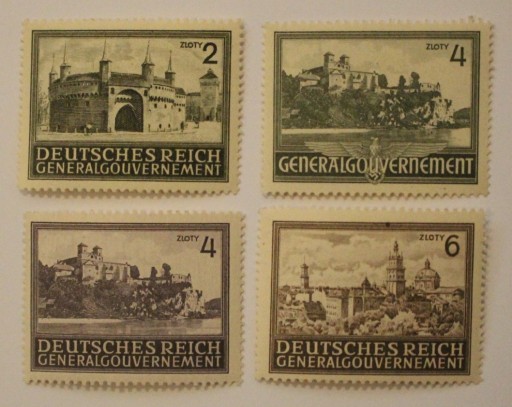 ZLOTY 2
DEUTSCHES REICH
GENERALGOUVERNEMENT
ZLOTY 4
GENERALGOUVERNEMENT
ZLOTY 4
DEUTSCHES REICH
GENERALGOUVERNEMENT
ZLOTY 6
DEUTSCHES REICH
GENERALGOUVERNEMENT